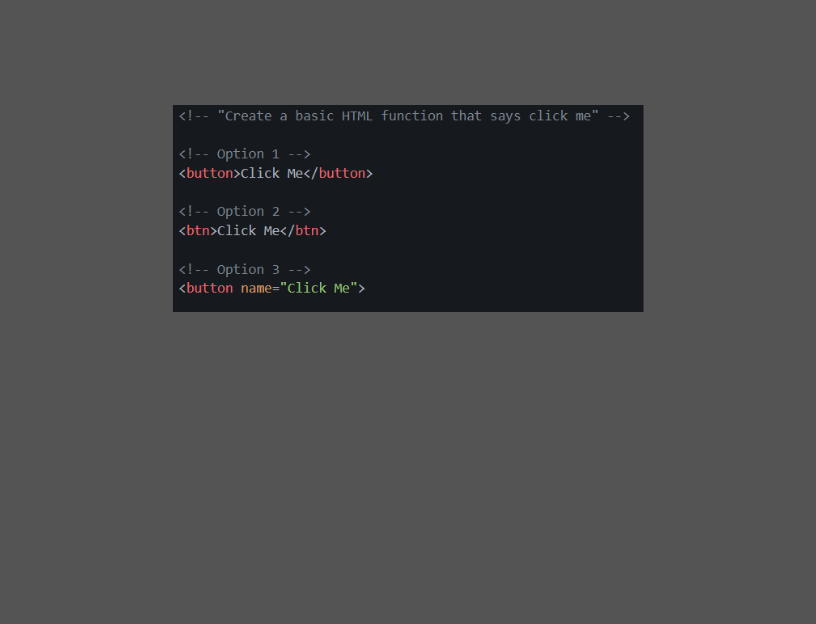 <!-- "Create a basic HTML function that says click me" -->
<!-- Option 1 -->
<button>Click Me</button>
<!-- Option 2 -->
<btn>Click Me</btn>
<!-- Option 3 -->
<button name="Click Me">